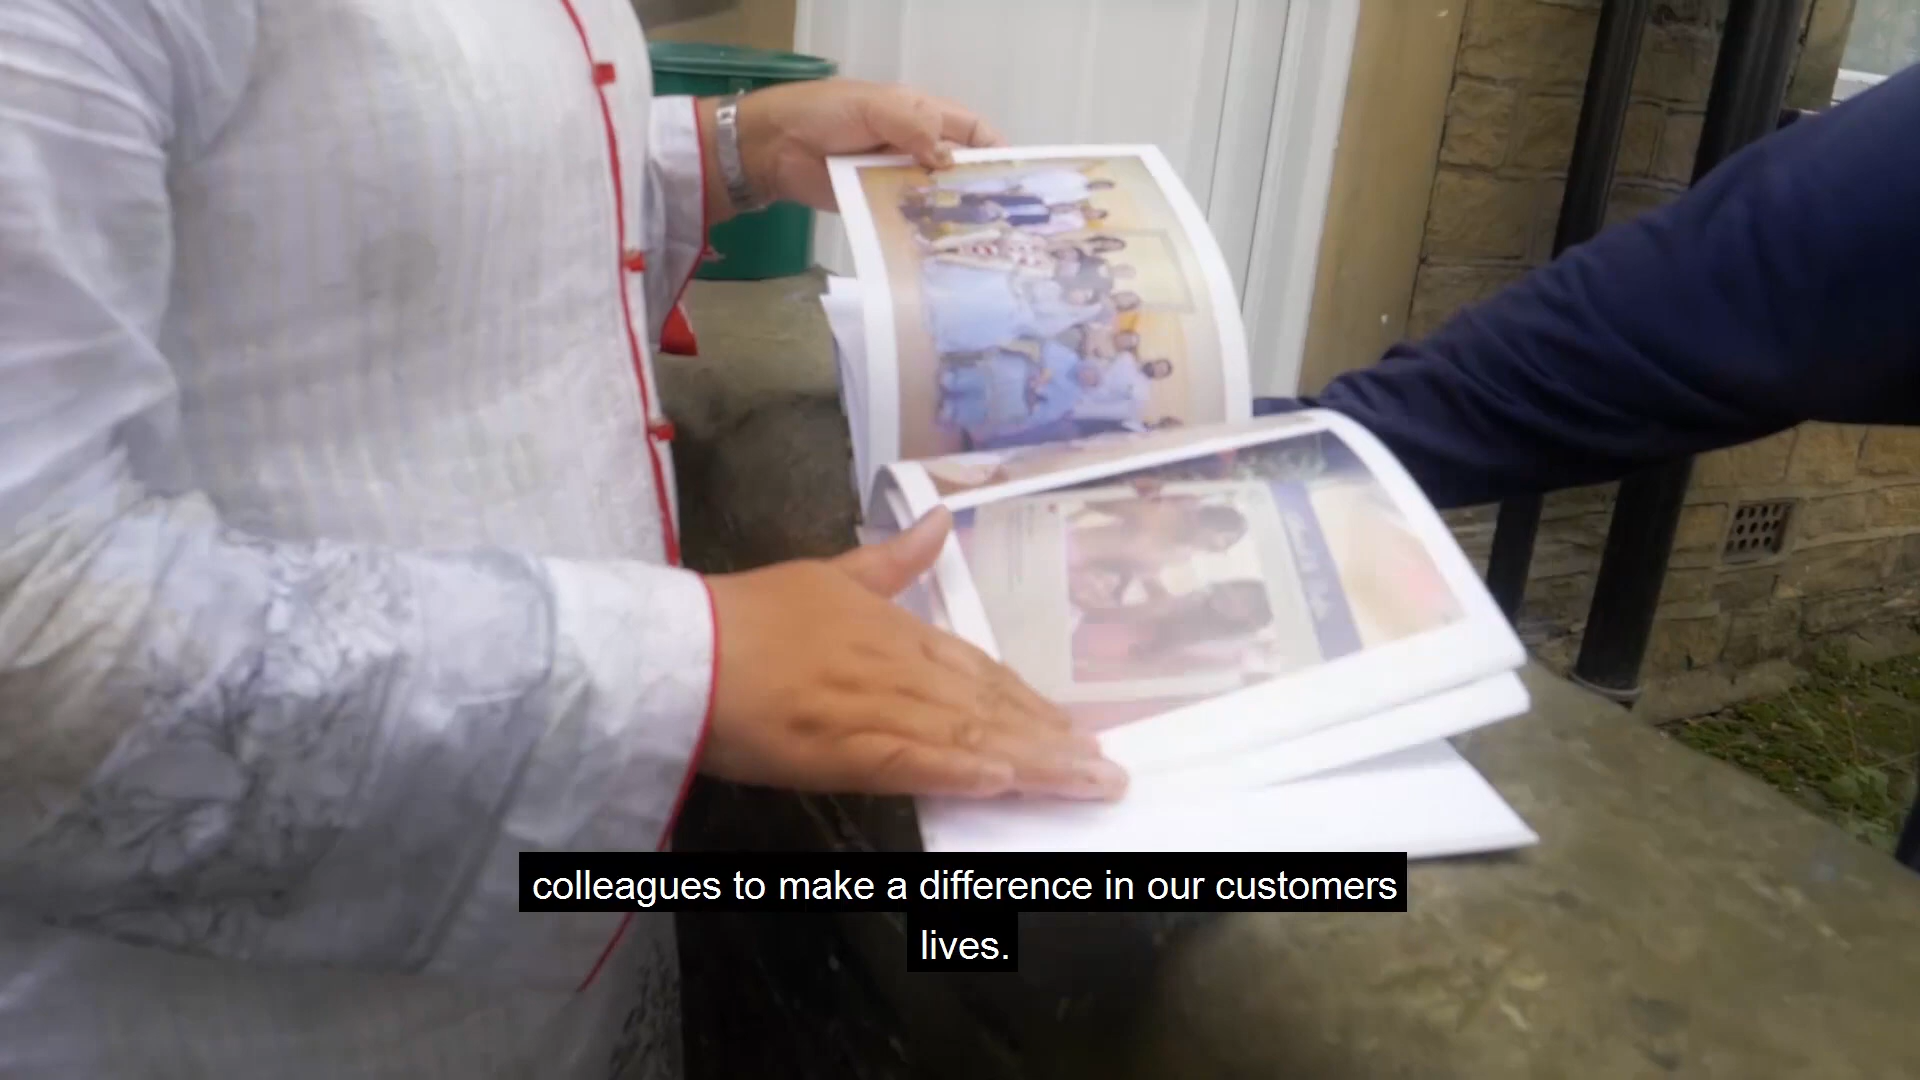 colleagues to make a difference in our customers
lives.